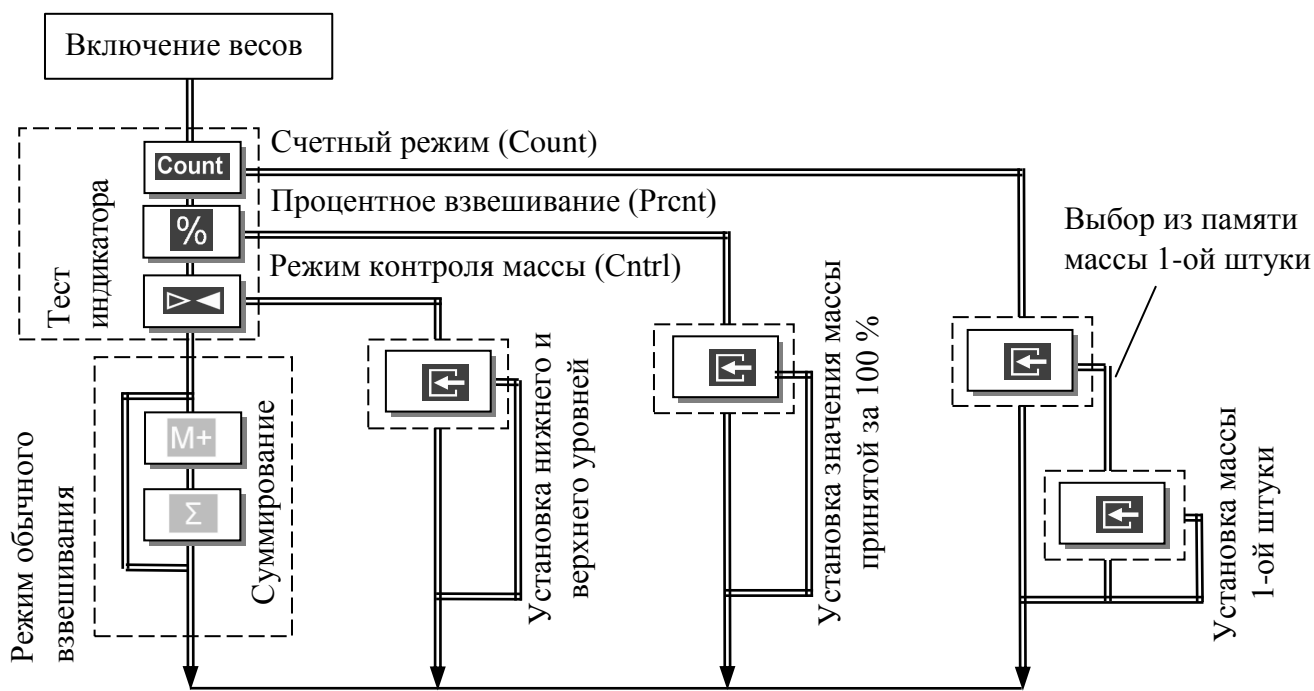 Включение весов
Счетный режим (Count)
Count
Процентное взвешивание (Prcnt)
%
Режим контроля массы (Cntrl)
Тест
индикатора
Выбор из памяти
массы 1-ой штуки
Режим обычного
взвешивания
M+
Σ
Суммирование
Установка нижнего и
верхнего уровней
Установка значения массы
принятой за 100 %
Установка массы
1-ой штуки